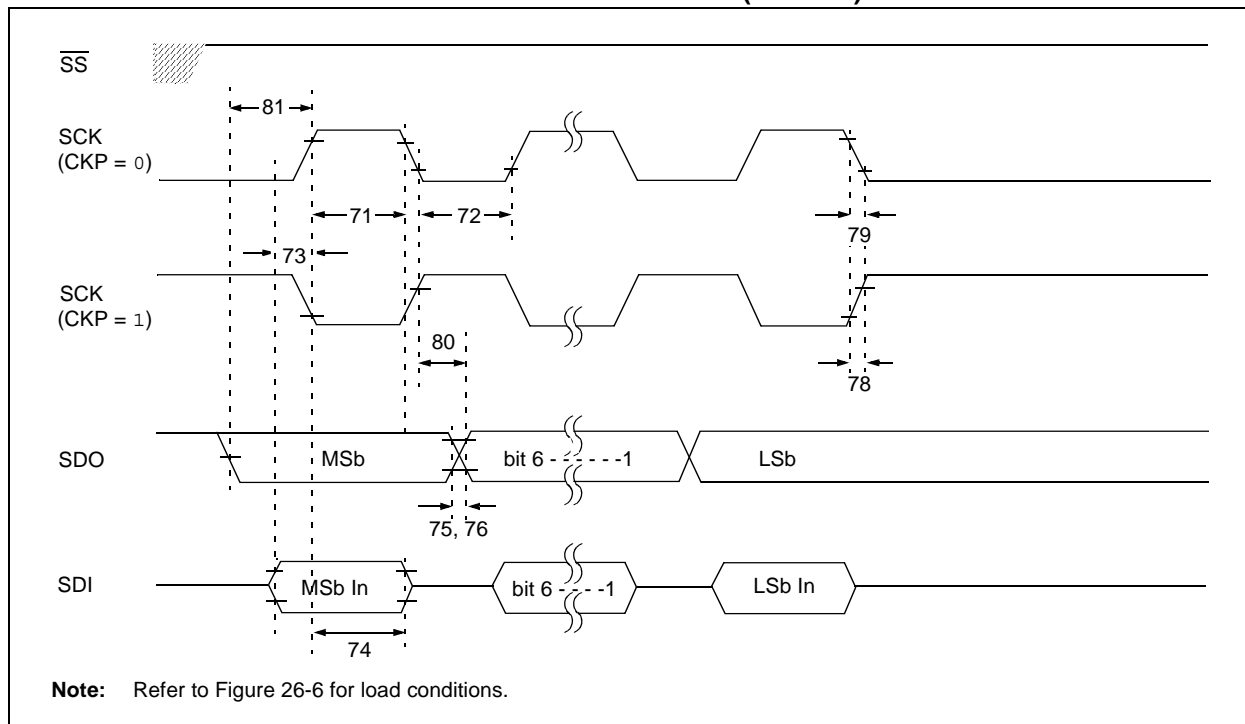 SS
81
SCK
(CKP = 0)
71
72
79
73
SCK
(CKP = 1)
80
78
SDO
MSb
bit 6 - - - - - -1
LSb
75, 76
SDI
MSb In
bit 6 - - - -1
LSb In
74
Note: Refer to Figure 26-6 for load conditions.